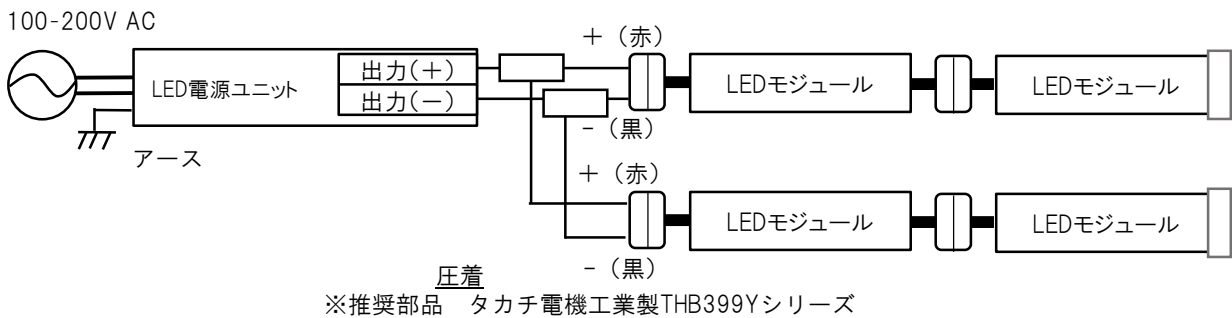 100-200V AC
+（赤）
LED電源ユニット
出力(+)
出力(-)
LEDモジュール
LEDモジュール
-（黒）
アース
+（赤）
LEDモジュール
LEDモジュール
-（黒）
圧着
※推奨部品　タカチ電機工業製THB399Yシリーズ